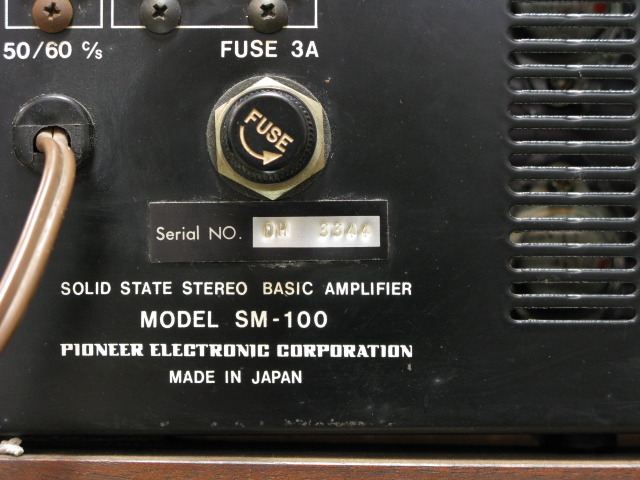 50/60 c/s
FUSE 3A
FUSE
Serial NO. DH 3344
SOLID STATE STEREO BASIC AMPLIFIER
MODEL SM-100
PIONEER ELECTRONIC CORPORATION
MADE IN JAPAN